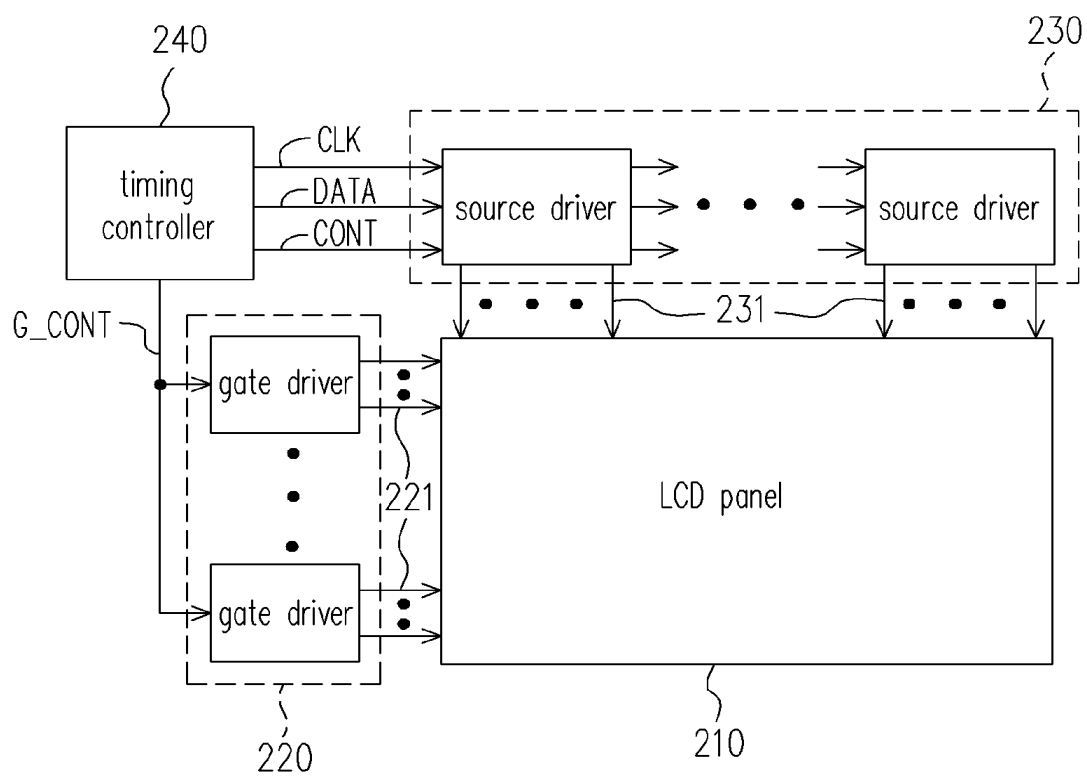 240
230
CLK
timing
controller
DATA
CONT
source driver
source driver
G_CONT
231
gate driver
221
LCD panel
gate driver
220
210